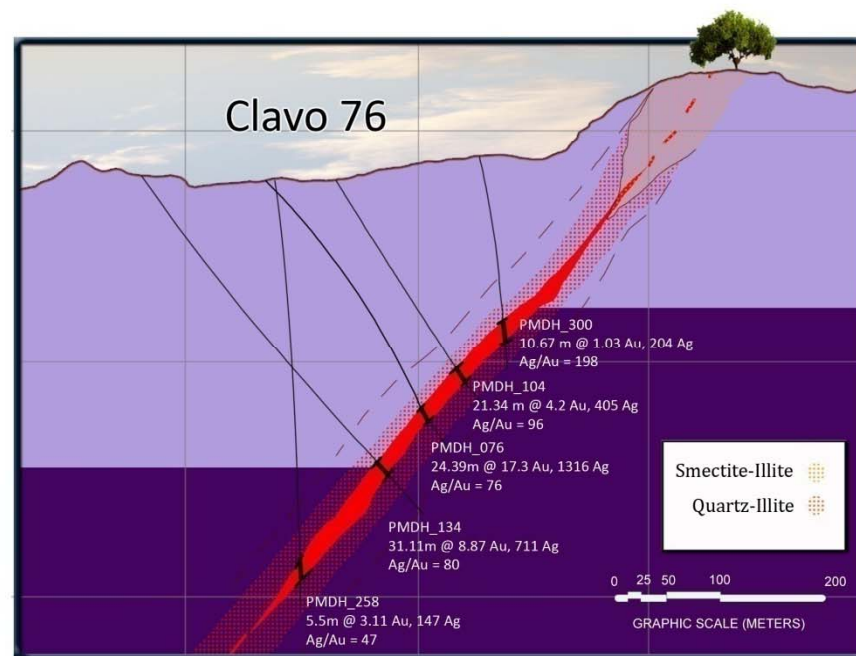 Clavo 76
PMDH_300
10.67 m @ 1.03 Au, 204 Ag
Ag/Au = 198
PMDH_104
21.34 m @ 4.2 Au, 405 Ag
Ag/Au = 96
PMDH_076
24.39m @ 17.3 Au, 1316 Ag
Ag/Au = 76
PMDH_134
31.11m @ 8.87 Au, 711 Ag
Ag/Au = 80
PMDH_258
5.5m @ 3.11 Au, 147 Ag
Ag/Au = 47
Smectite-Illite
Quartz-Illite
0 25 50 100 200
GRAPHIC SCALE (METERS)